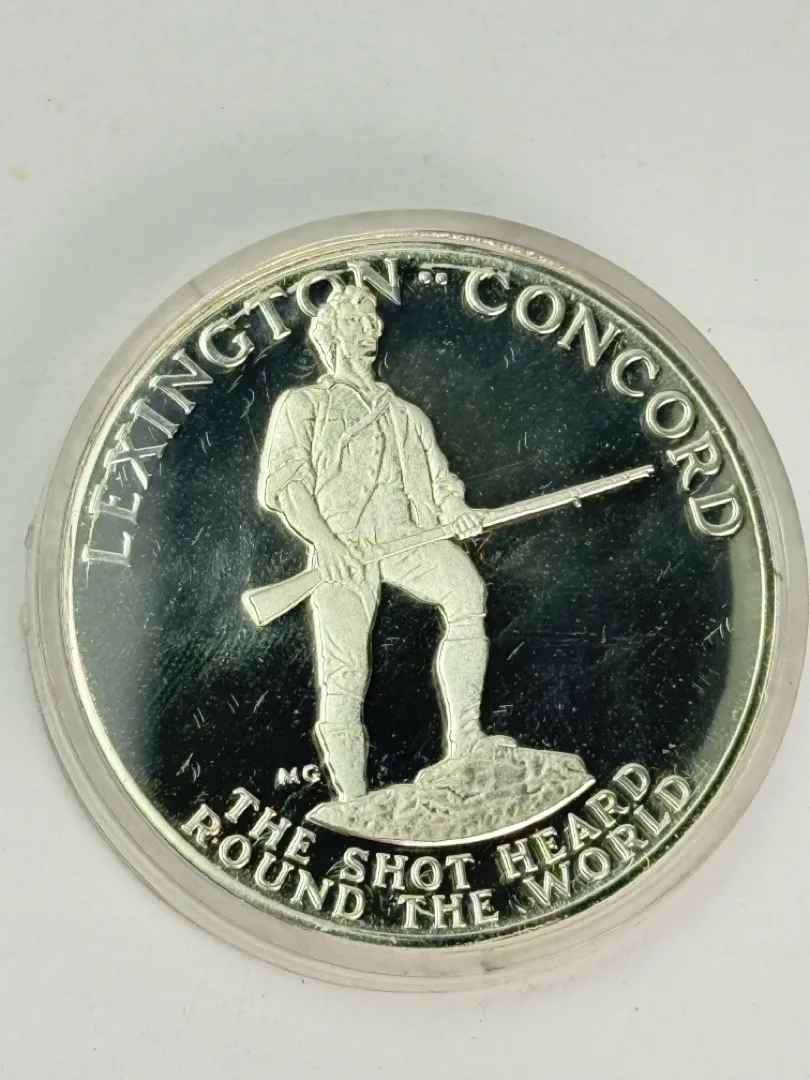 LEXINGTON :: CONCORD
MG
THE SHOT HEARD
ROUND THE WORLD